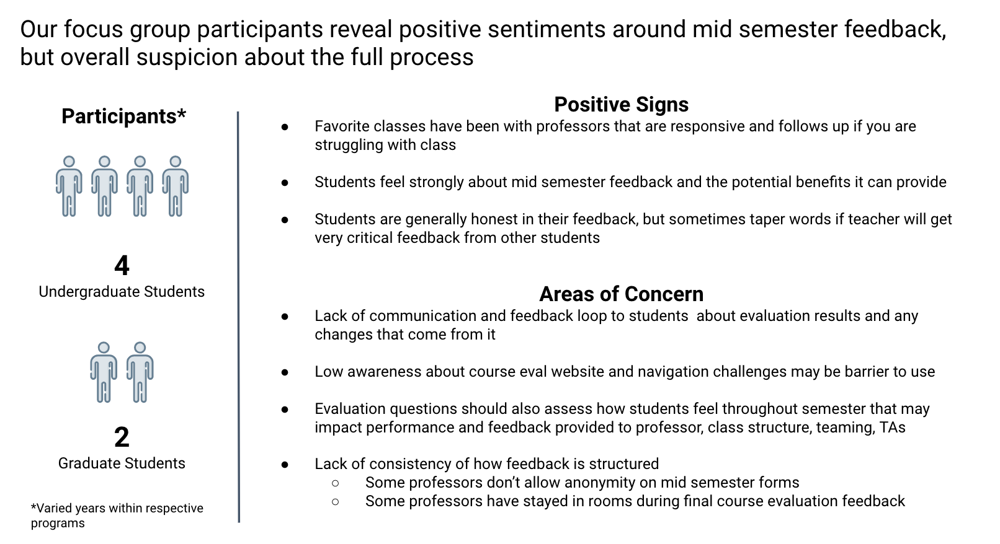 Our focus group participants reveal positive sentiments around mid semester feedback,
but overall suspicion about the full process
Participants*
4
Undergraduate Students
2
Graduate Students
*Varied years within respective
programs
Positive Signs
● Favorite classes have been with professors that are responsive and follows up if you are
struggling with class
● Students feel strongly about mid semester feedback and the potential benefits it can provide
● Students are generally honest in their feedback, but sometimes taper words if teacher will get
very critical feedback from other students
Areas of Concern
● Lack of communication and feedback loop to students  about evaluation results and any
changes that come from it
● Low awareness about course eval website and navigation challenges may be barrier to use
● Evaluation questions should also assess how students feel throughout semester that may
impact performance and feedback provided to professor, class structure, teaming, TAs
● Lack of consistency of how feedback is structured
○ Some professors don’t allow anonymity on mid semester forms
○ Some professors have stayed in rooms during final course evaluation feedback